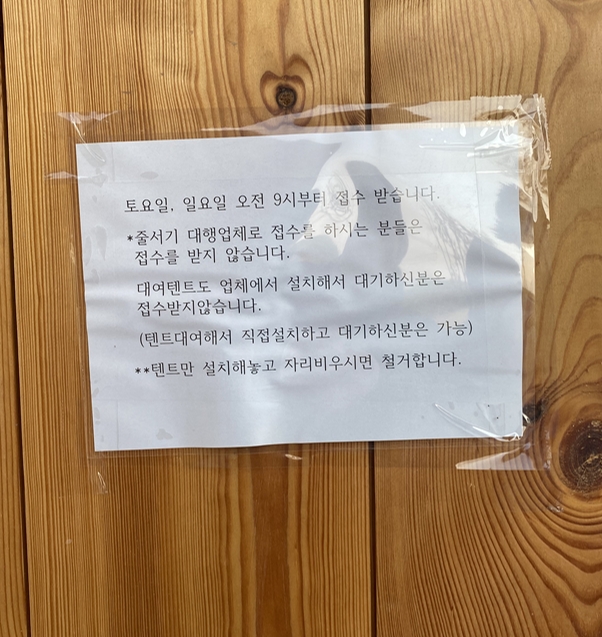 토요일, 일요일 오전 9시부터 접수 받습니다.
*줄서기 대행업체로 접수를 하시는 분들은
접수를 받지 않습니다.
대여텐트도 업체에서 설치해서 대기하신분은
접수받지않습니다.
(텐트대여해서 직접설치하고 대기하신분은 가능)
**텐트만 설치해놓고 자리비우시면 철거합니다.